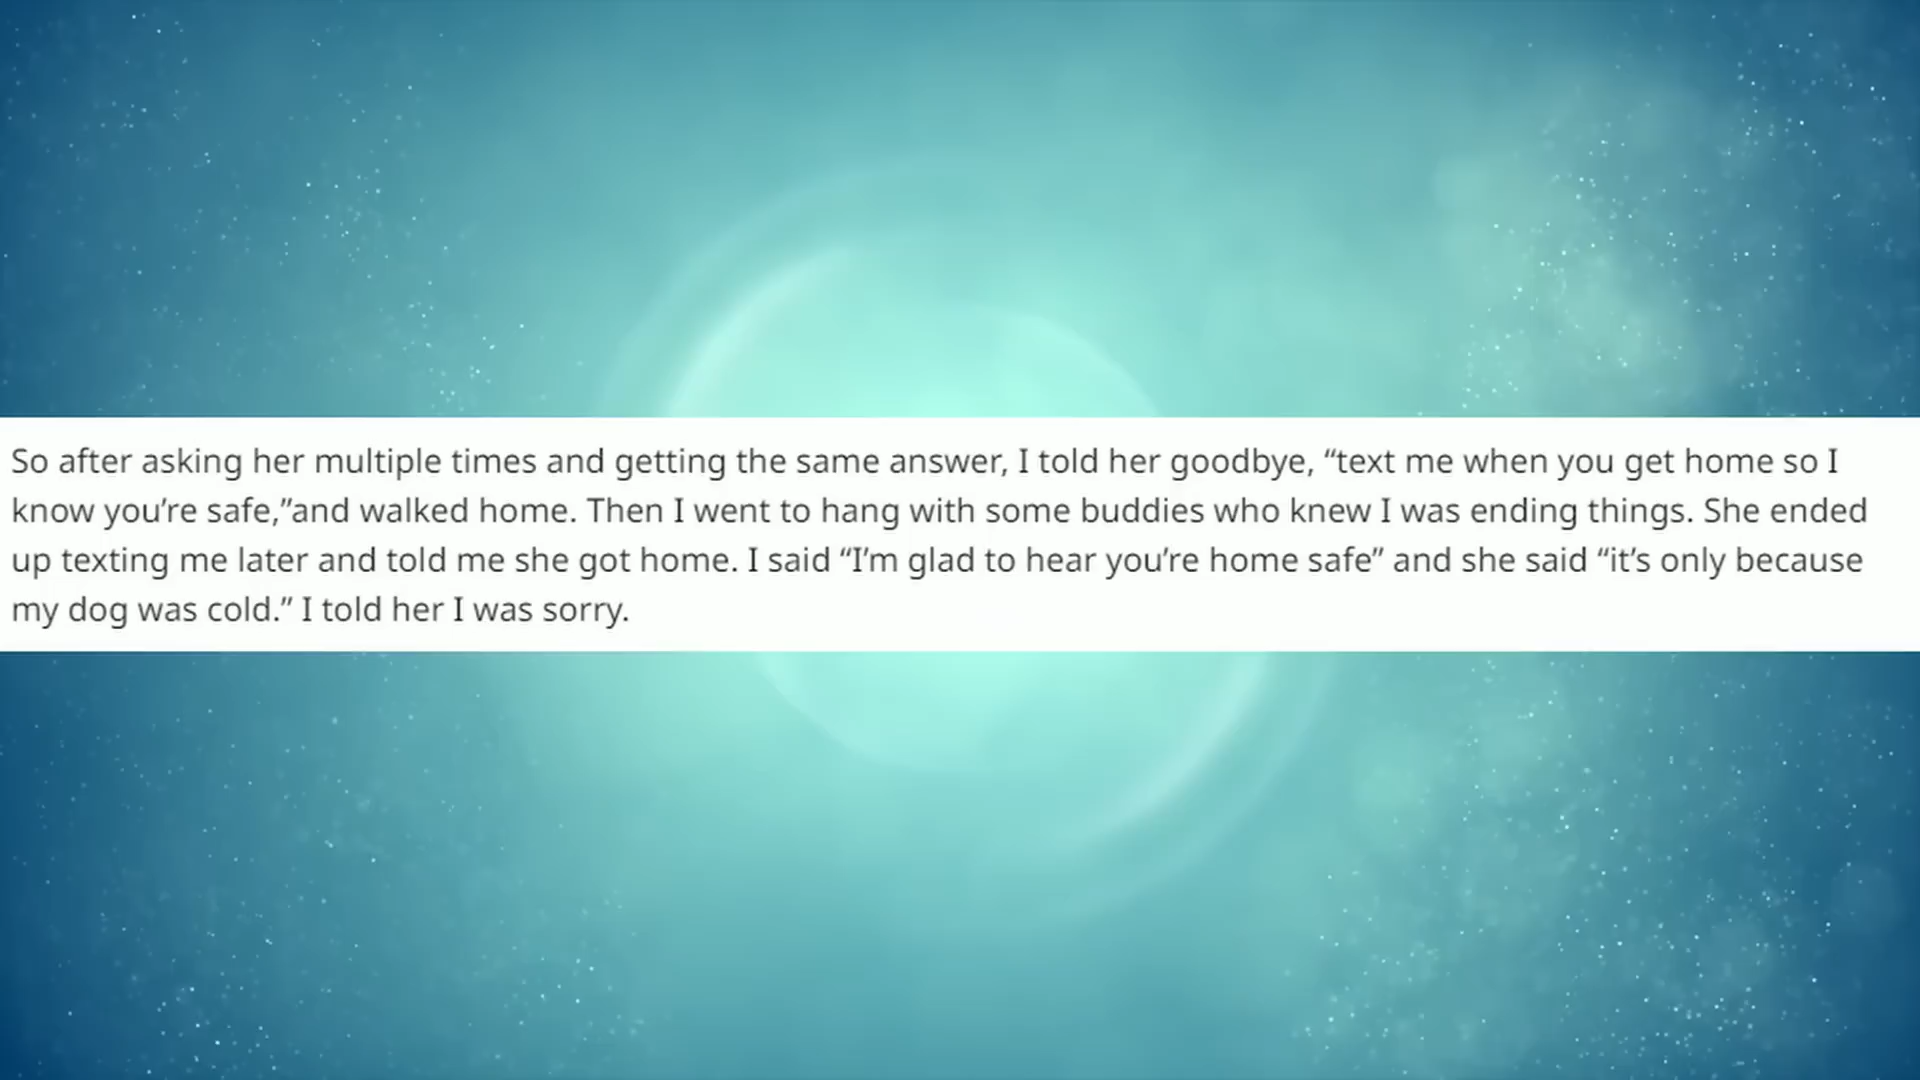 So after asking her multiple times and getting the same answer, I told her goodbye, “text me when you get home so I
know you’re safe,”and walked home. Then I went to hang with some buddies who knew I was ending things. She ended
up texting me later and told me she got home. I said “I’m glad to hear you’re home safe” and she said “it’s only because
my dog was cold.” I told her I was sorry.